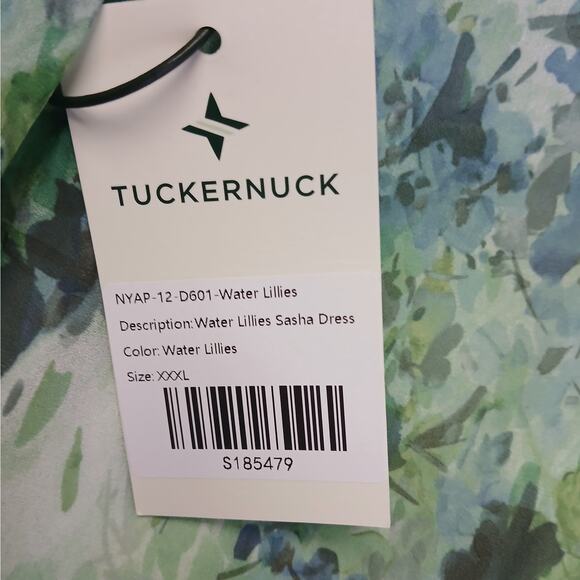 TUCKERNUCK
NYAP-12-D601-Water Lillies
Description:Water Lillies Sasha Dress
Color: Water Lillies
Size: XXXL
S185479